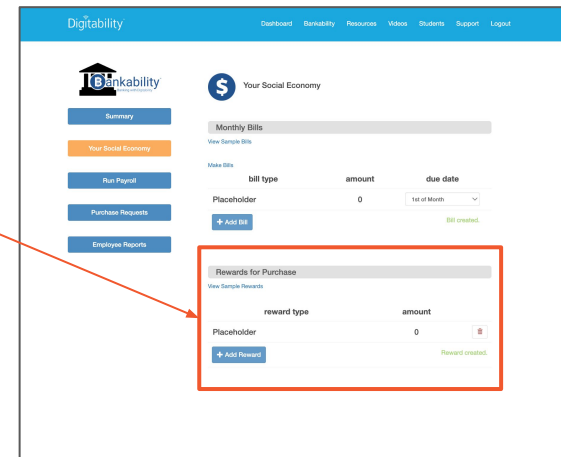 Digitability
Dashboard Bankability Resources Videos Students Support Logout
Bankability
Your Social Economy
Summary
Your Social Economy
Run Payroll
Purchase Requests
Employee Reports
Monthly Bills
View Sample Bills
Make Bills
bill type amount due date
Placeholder 0 1st of Month
+ Add Bill Bill created.
Rewards for Purchase
View Sample Rewards
reward type amount
Placeholder 0
+ Add Reward Reward created.